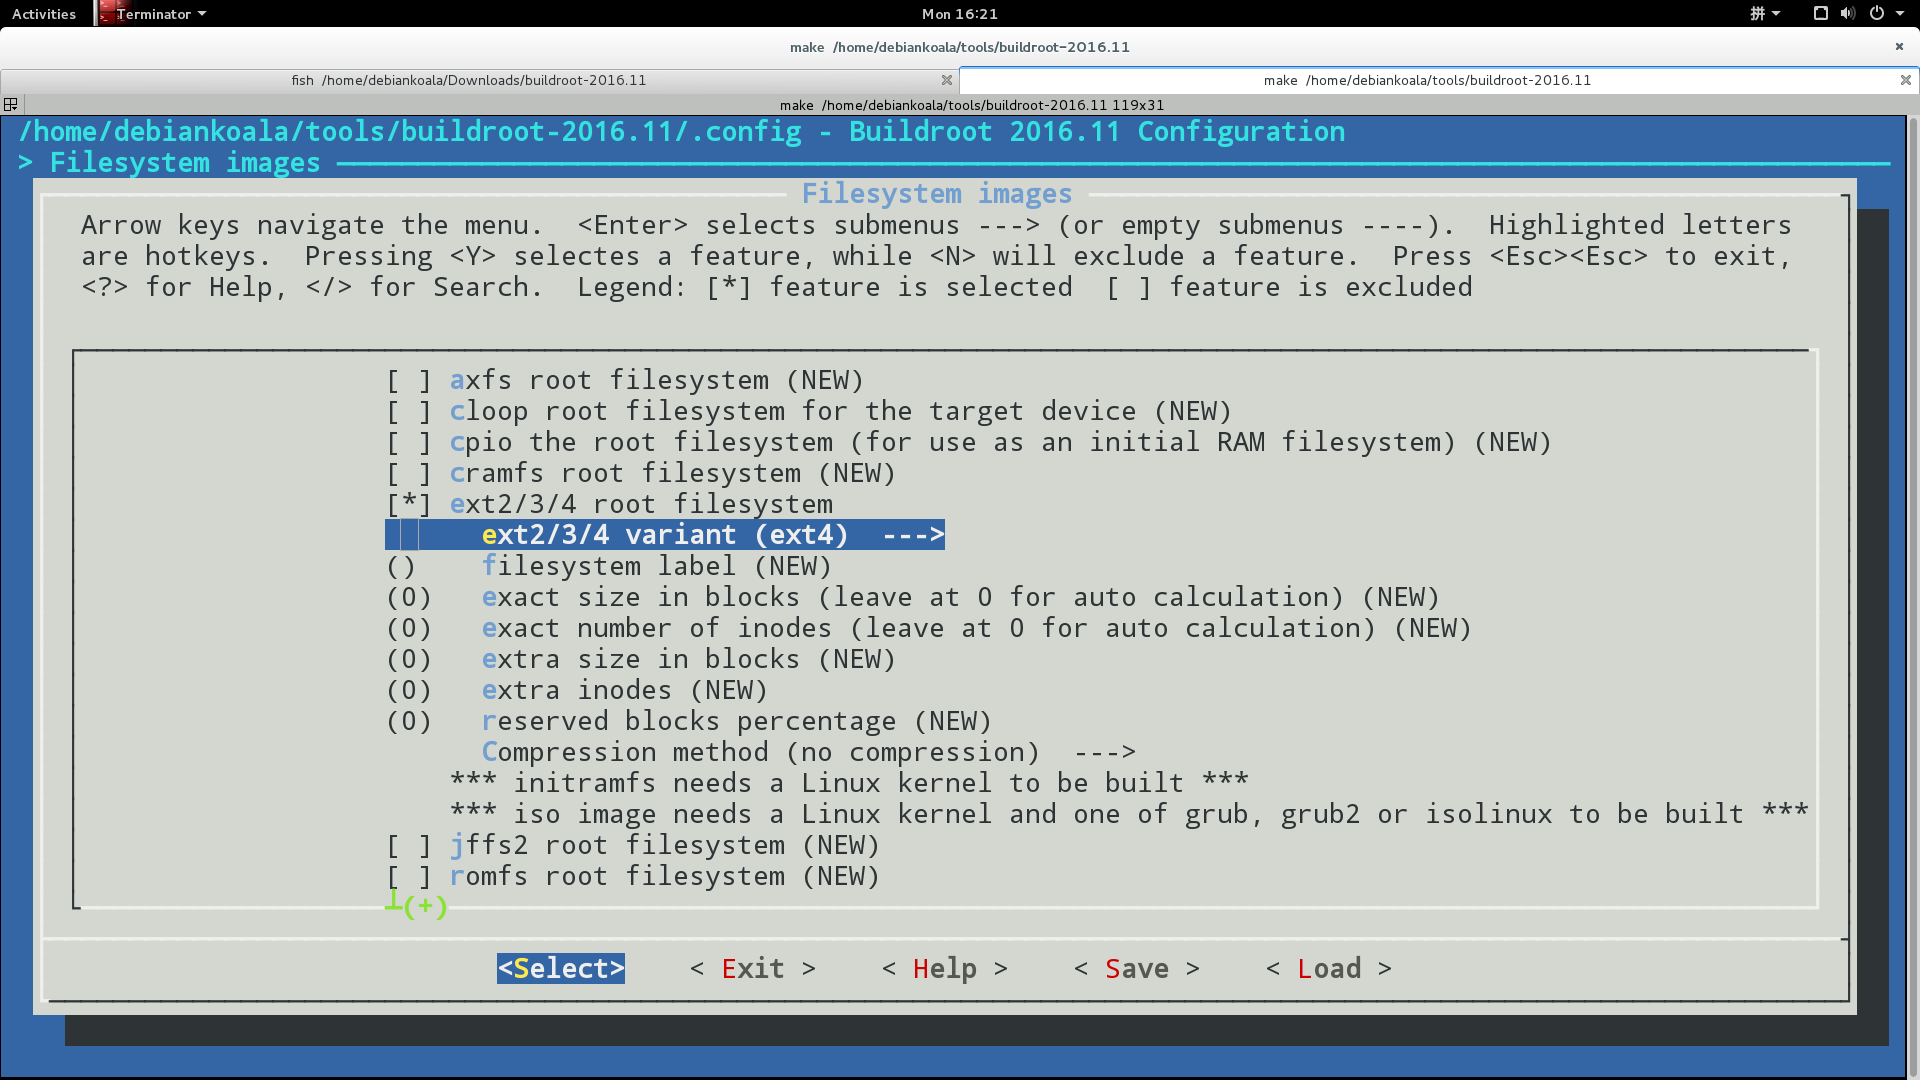 Activities Terminator Mon 16:21 拼
make /home/debiankoala/tools/buildroot-2016.11
fish /home/debiankoala/Downloads/buildroot-2016.11
make /home/debiankoala/tools/buildroot-2016.11
make /home/debiankoala/tools/buildroot-2016.11 119x31
/home/debiankoala/tools/buildroot-2016.11/.config - Buildroot 2016.11 Configuration
> Filesystem images
Filesystem images
Arrow keys navigate the menu.  <Enter> selects submenus ---> (or empty submenus ----).  Highlighted letters
are hotkeys.  Pressing <Y> selectes a feature, while <N> will exclude a feature.  Press <Esc><Esc> to exit,
<?> for Help, </> for Search.  Legend: [*] feature is selected  [ ] feature is excluded
[ ] axfs root filesystem (NEW)
[ ] cloop root filesystem for the target device (NEW)
[ ] cpio the root filesystem (for use as an initial RAM filesystem) (NEW)
[ ] cramfs root filesystem (NEW)
[*] ext2/3/4 root filesystem
ext2/3/4 variant (ext4)  --->
()    filesystem label (NEW)
(0)   exact size in blocks (leave at 0 for auto calculation) (NEW)
(0)   exact number of inodes (leave at 0 for auto calculation) (NEW)
(0)   extra size in blocks (NEW)
(0)   extra inodes (NEW)
(0)   reserved blocks percentage (NEW)
Compression method (no compression)  --->
*** initramfs needs a Linux kernel to be built ***
*** iso image needs a Linux kernel and one of grub, grub2 or isolinux to be built ***
[ ] jffs2 root filesystem (NEW)
[ ] romfs root filesystem (NEW)
┴(+)
<Select>    < Exit >    < Help >    < Save >    < Load >